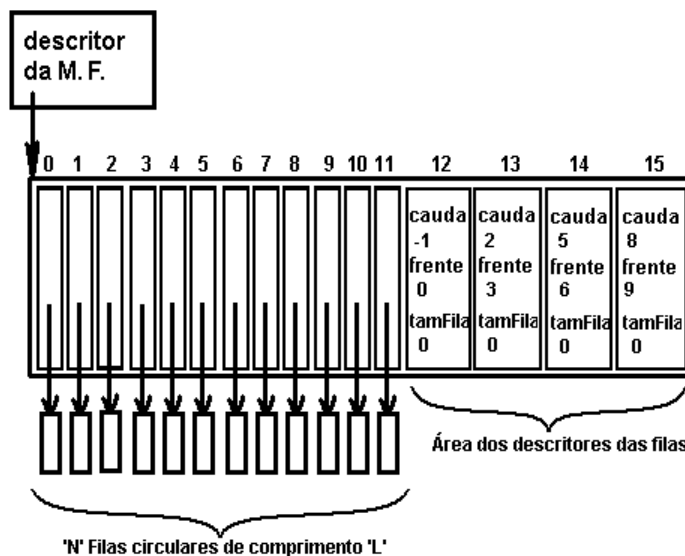 descritor
da M. F.
0 1 2 3 4 5 6 7 8 9 10 11 12 13 14 15
cauda cauda cauda cauda
-1 2 5 8
frente frente frente frente
0 3 6 9
tamFila tamFila tamFila tamFila
0 0 0 0
Área dos descritores das filas
'N' Filas circulares de comprimento 'L'